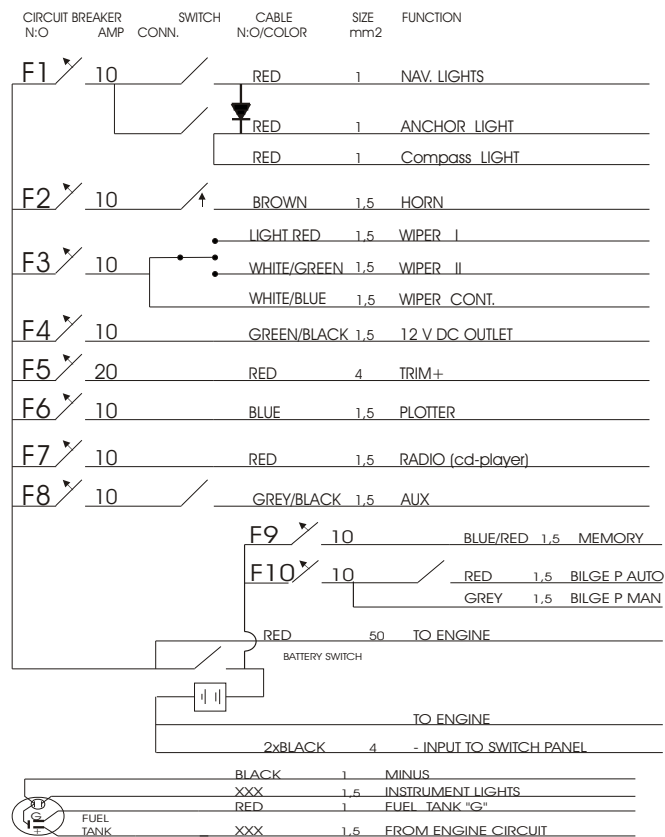 CIRCUIT BREAKER SWITCH CABLE SIZE FUNCTION
N:O AMP CONN. N:O/COLOR mm2
F1 10 RED 1 NAV. LIGHTS
RED 1 ANCHOR LIGHT
RED 1 Compass LIGHT
F2 10 BROWN 1,5 HORN
LIGHT RED 1,5 WIPER I
F3 10 WHITE/GREEN 1,5 WIPER II
WHITE/BLUE 1,5 WIPER CONT.
F4 10 GREEN/BLACK 1,5 12 V DC OUTLET
F5 20 RED 4 TRIM+
F6 10 BLUE 1,5 PLOTTER
F7 10 RED 1,5 RADIO (cd-player)
F8 10 GREY/BLACK 1,5 AUX
F9 10 BLUE/RED 1,5 MEMORY
F10 10 RED 1,5 BILGE P AUTO
GREY 1,5 BILGE P MAN
RED 50 TO ENGINE
BATTERY SWITCH
TO ENGINE
2xBLACK 4 - INPUT TO SWITCH PANEL
BLACK 1 MINUS
XXX 1,5 INSTRUMENT LIGHTS
G RED 1 FUEL TANK "G"
FUEL
TANK XXX 1,5 FROM ENGINE CIRCUIT